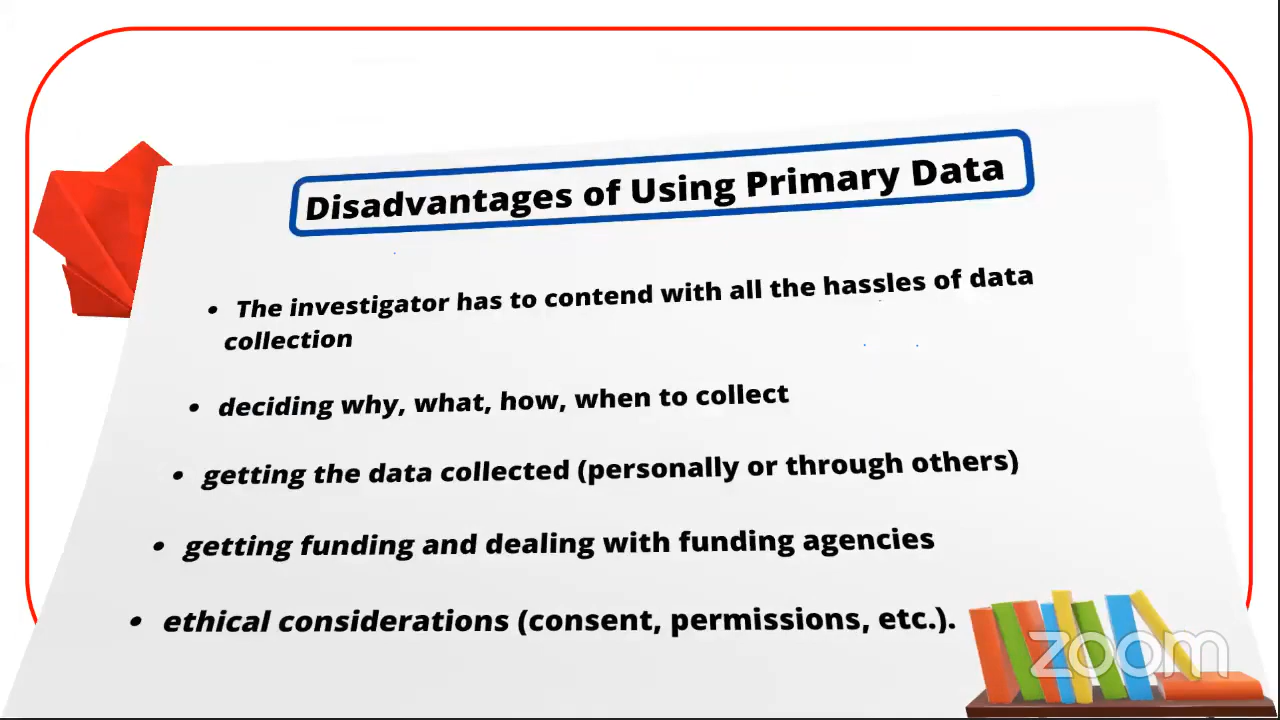 Disadvantages of Using Primary Data
• The investigator has to contend with all the hassles of data
collection
• deciding why, what, how, when to collect
• getting the data collected (personally or through others)
• getting funding and dealing with funding agencies
• ethical considerations (consent, permissions, etc.).
zoom